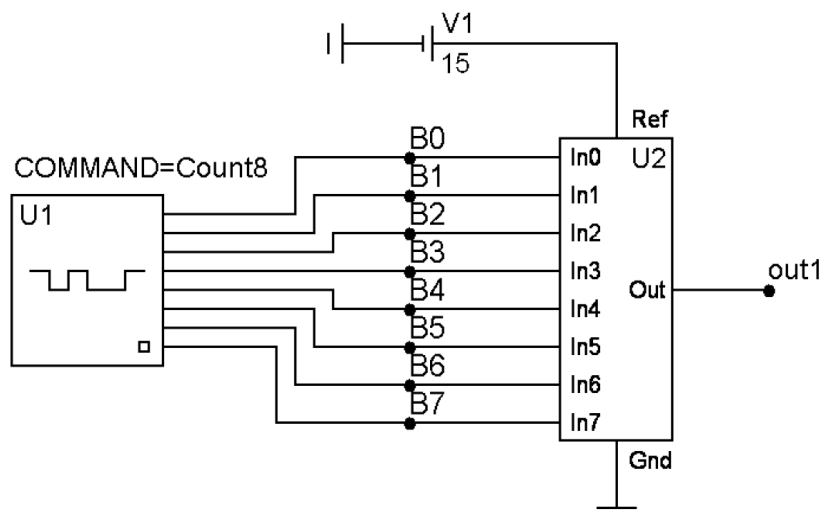 V1
15
Ref
COMMAND=Count8
U1
B0
B1
B2
B3
B4
B5
B6
B7
In0
In1
In2
In3
In4
In5
In6
In7
U2
Out
out1
Gnd